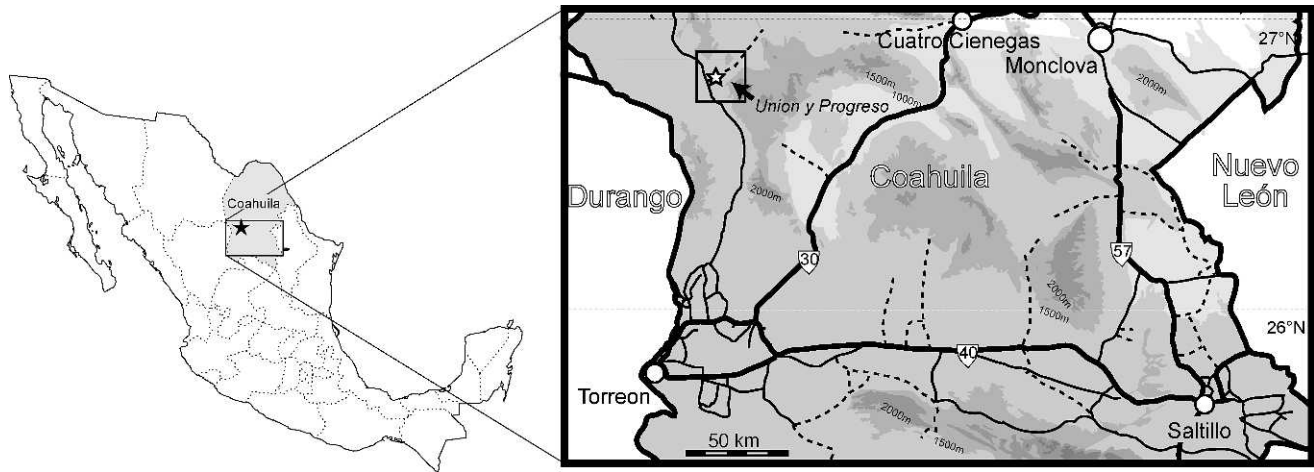 Coahuila
Cuatro Cienegas
27°N
Monclova
1500m
1000m
2000m
Union y Progreso
Durango
Coahuila
Nuevo
León
2000m
30
57
2000m
1500m
26°N
40
Torreon
2000m
1500m
50 km
Saltillo